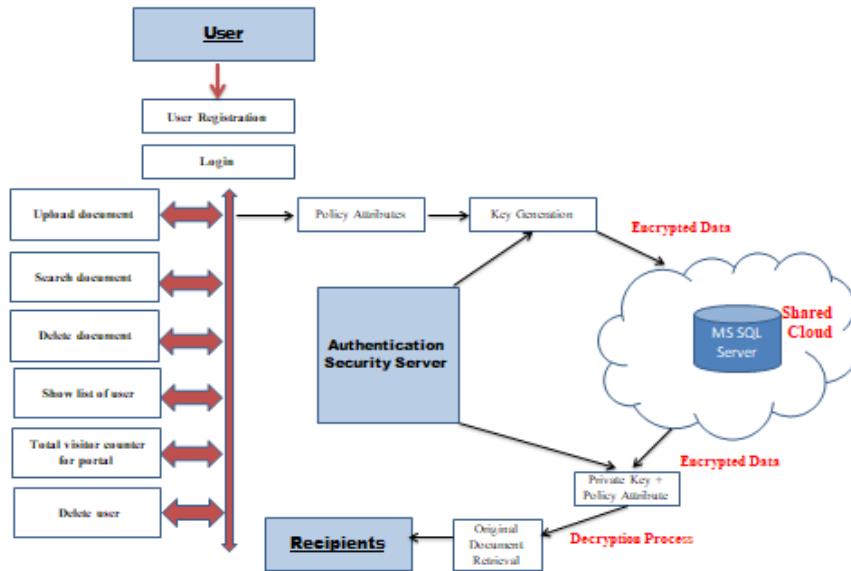 User
User Registration
Login
Upload document
Search document
Delete document
Show list of user
Total visitor counter
for portal
Delete user
Policy Attributes
Key Generation
Encrypted Data
Authentication
Security Server
Shared
Cloud
MS SQL
Server
Encrypted Data
Private Key +
Policy Attribute
Decryption Process
Original
Document
Retrieval
Recipients